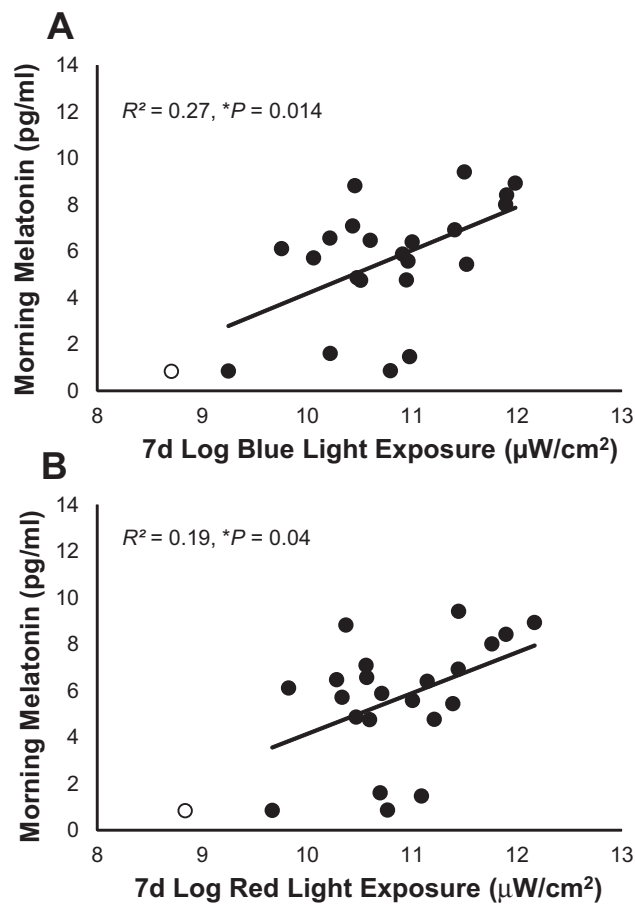 A
Morning Melatonin (pg/ml)
14
12
10
8
6
4
2
0
R² = 0.27, *P = 0.014
8 9 10 11 12 13
7d Log Blue Light Exposure (µW/cm²)
B
Morning Melatonin (pg/ml)
14
12
10
8
6
4
2
0
R² = 0.19, *P = 0.04
8 9 10 11 12 13
7d Log Red Light Exposure (μW/cm²)